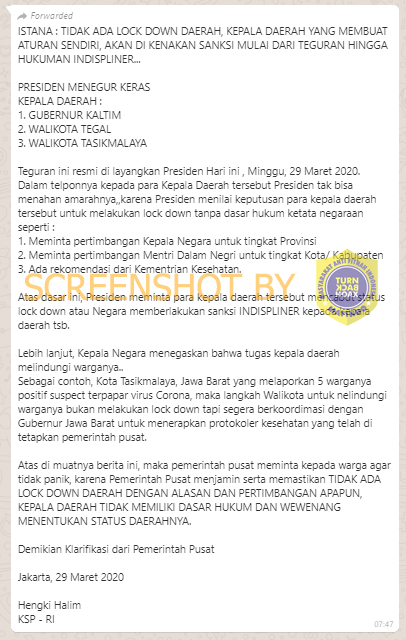 Forwarded
ISTANA : TIDAK ADA LOCK DOWN DAERAH, KEPALA DAERAH YANG MEMBUAT
ATURAN SENDIRI, AKAN DI KENAKAN SANKSI MULAI DARI TEGURAN HINGGA
HUKUMAN INDISPLINER...
PRESIDEN MENEGUR KERAS
KEPALA DAERAH :
1. GUBERNUR KALTIM
2. WALIKOTA TEGAL
3. WALIKOTA TASIKMALAYA
Teguran ini resmi di layangkan Presiden Hari ini , Minggu, 29 Maret 2020.
Dalam telponnya kepada para Kepala Daerah tersebut Presiden tak bisa
menahan amarahnya,,karena Presiden menilai keputusan para kepala daerah
tersebut untuk melakukan lock down tanpa dasar hukum ketata negaraan
seperti :
1. Meminta pertimbangan Kepala Negara untuk tingkat Provinsi
2. Meminta pertimbangan Mentri Dalam Negri untuk tingkat Kota/ Kabupaten
3. Ada rekomendasi dari Kementrian Kesehatan.
SCREENSHOT BY
MASYARAKAT ANTI FITNAH INDONESIA
TURN
BACK
HOAX
Atas dasar ini, Presiden meminta para kepala daerah tersebut mencabut status
lock down atau Negara memberlakukan sanksi INDISPLINER kepada kepala
daerah tsb.
Lebih lanjut, Kepala Negara menegaskan bahwa tugas kepala daerah
melindungi warganya..
Sebagai contoh, Kota Tasikmalaya, Jawa Barat yang melaporkan 5 warganya
positif suspect terpapar virus Corona, maka langkah Walikota untuk nelindungi
warganya bukan melakukan lock down tapi segera berkoordimasi dengan
Gubernur Jawa Barat untuk menerapkan protokoler kesehatan yang telah di
tetapkan pemerintah pusat.
Atas di muatnya berita ini, maka pemerintah pusat meminta kepada warga agar
tidak panik, karena Pemerintah Pusat menjamin serta memastikan TIDAK ADA
LOCK DOWN DAERAH DENGAN ALASAN DAN PERTIMBANGAN APAPUN,
KEPALA DAERAH TIDAK MEMILIKI DASAR HUKUM DAN WEWENANG
MENENTUKAN STATUS DAERAHNYA.
Demikian Klarifikasi dari Pemerintah Pusat
Jakarta, 29 Maret 2020
Hengki Halim
KSP - RI
07:47